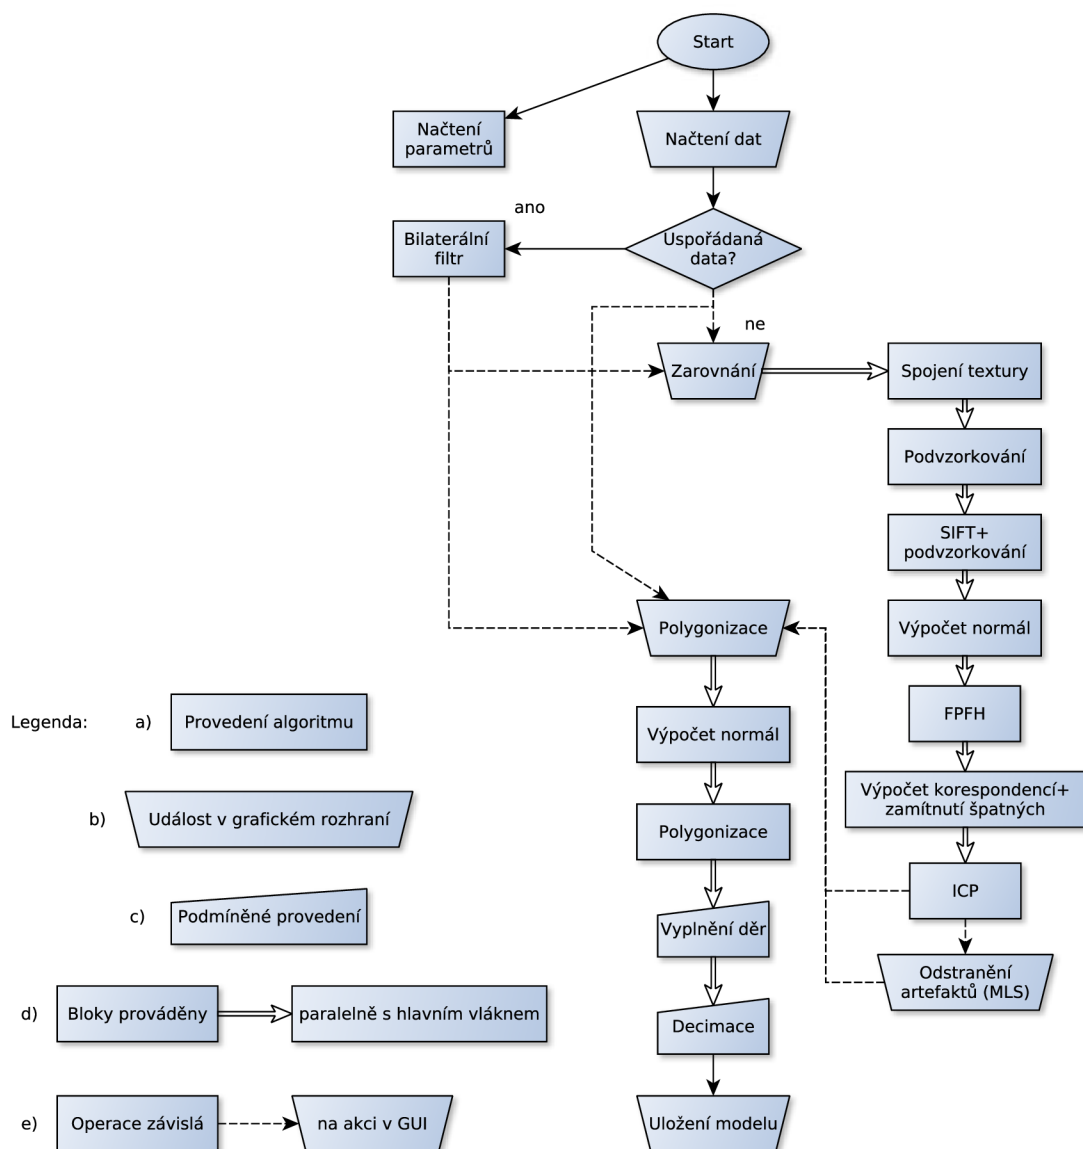 Start
Načtení
parametrů
Načtení dat
ano
Bilaterální
filtr
Uspořádaná
data?
ne
Zarovnání
Spojení textury
Podvzorkování
SIFT+
podvzorkování
Výpočet normál
FPFH
Výpočet korespondencí+
zamítnutí špatných
ICP
Odstranění
artefaktů (MLS)
Polygonizace
Výpočet normál
Polygonizace
Vyplnění děr
Decimace
Uložení modelu
Legenda:
a)
Provedení algoritmu
b)
Událost v grafickém rozhraní
c)
Podmíněné provedení
d)
Bloky prováděny
paralelně s hlavním vláknem
e)
Operace závislá
na akci v GUI